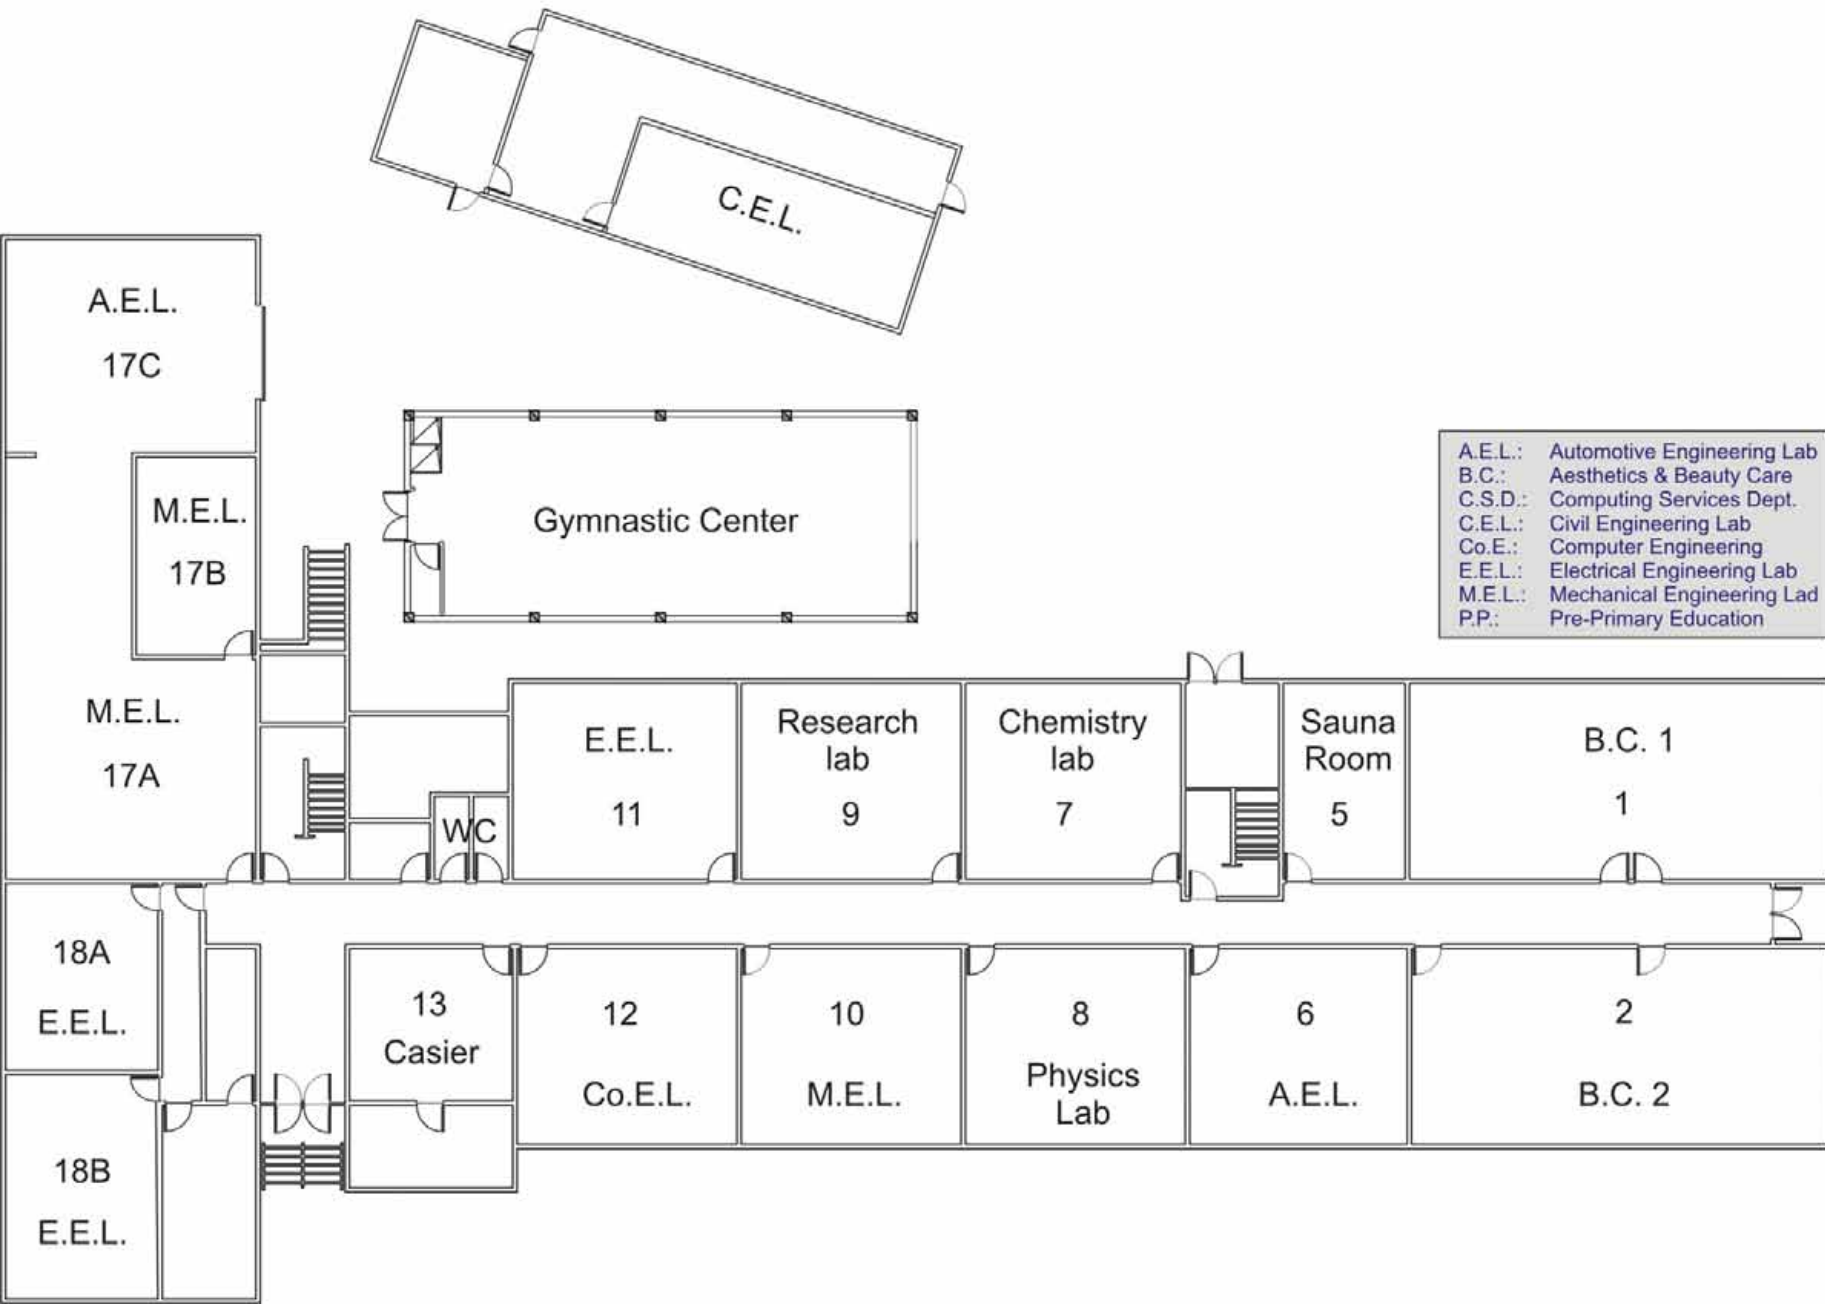 C.E.L.
A.E.L.
17C
Gymnastic Center
A.E.L.: Automotive Engineering Lab
B.C.: Aesthetics & Beauty Care
C.S.D.: Computing Services Dept.
C.E.L.: Civil Engineering Lab
Co.E.: Computer Engineering
E.E.L.: Electrical Engineering Lab
M.E.L.: Mechanical Engineering Lad
P.P.: Pre-Primary Education
M.E.L.
17B
M.E.L.
17A
WC
E.E.L.
11
Research
lab
9
Chemistry
lab
7
Sauna
Room
5
B.C. 1
1
18A
E.E.L.
13
Casier
12
Co.E.L.
10
M.E.L.
8
Physics
Lab
6
A.E.L.
2
B.C. 2
18B
E.E.L.